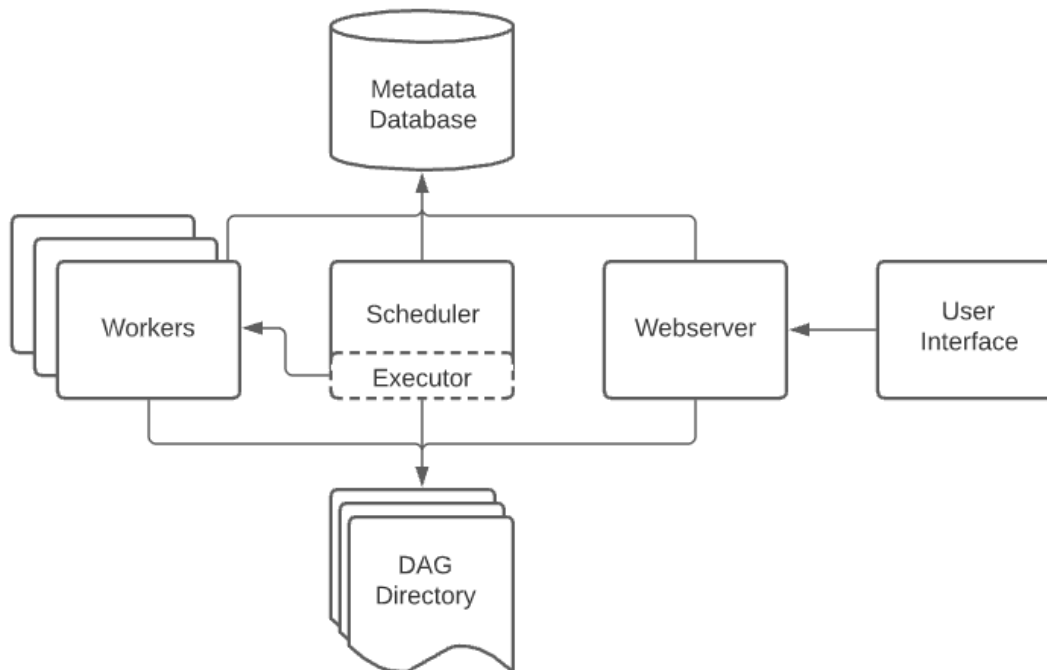 Metadata
Database
Workers
Scheduler
Executor
Webserver
User
Interface
DAG
Directory